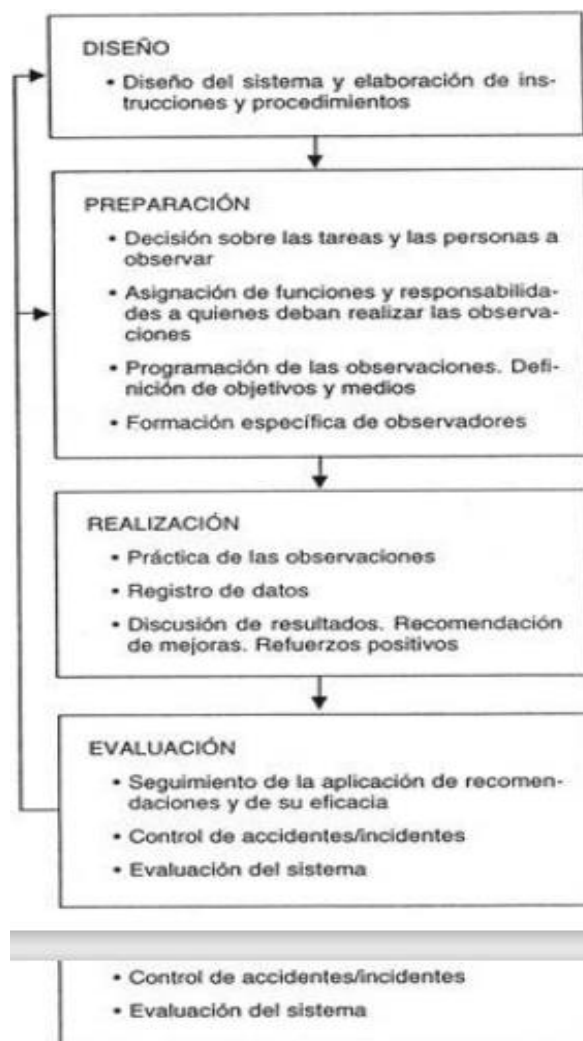 DISEÑO
• Diseño del sistema y elaboración de ins-
trucciones y procedimientos
PREPARACIÓN
• Decisión sobre las tareas y las personas a
observar
• Asignación de funciones y responsabilida-
des a quienes deban realizar las observa-
ciones
• Programación de las observaciones. Defi-
nición de objetivos y medios
• Formación específica de observadores
REALIZACIÓN
• Práctica de las observaciones
• Registro de datos
• Discusión de resultados. Recomendación
de mejoras. Refuerzos positivos
EVALUACIÓN
• Seguimiento de la aplicación de recomen-
daciones y de su eficacia
• Control de accidentes/incidentes
• Evaluación del sistema
• Control de accidentes/incidentes
• Evaluación del sistema